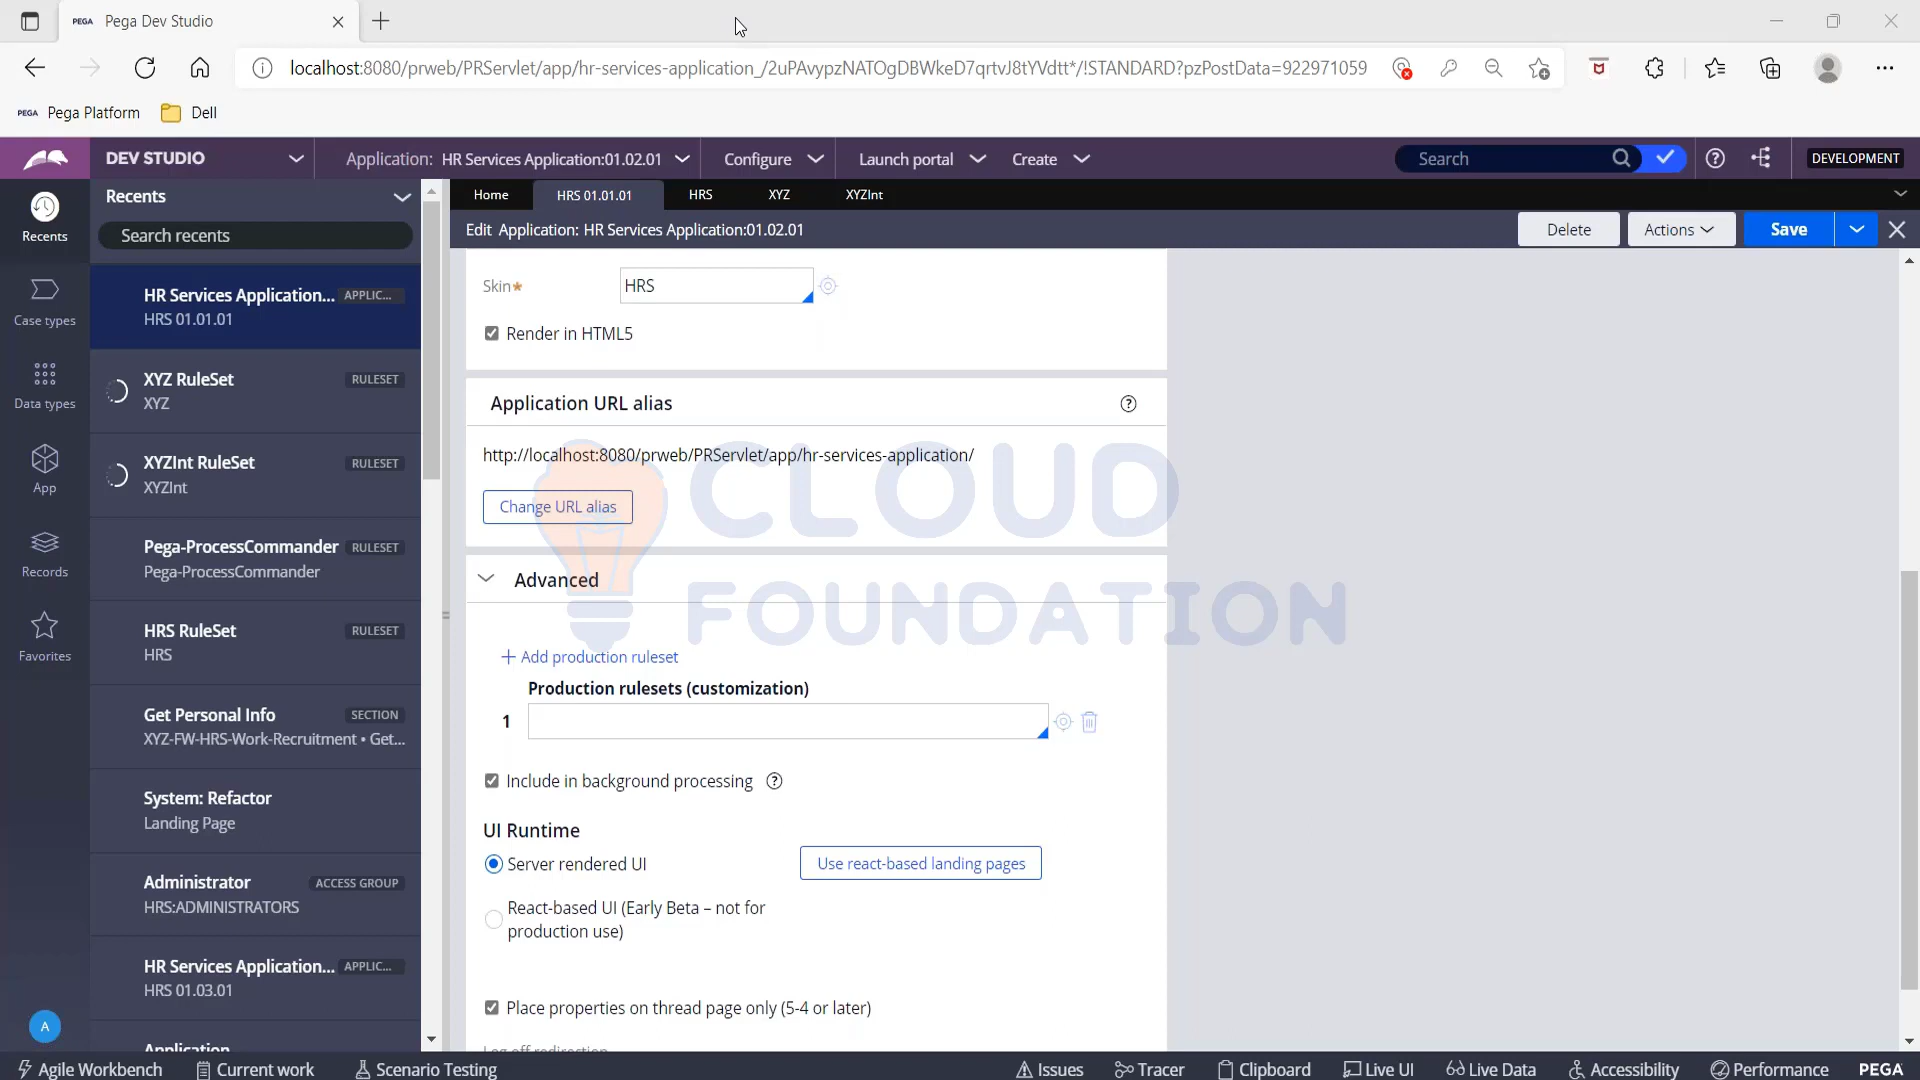 PEGA Pega Dev Studio
localhost:8080/prweb/PRServlet/app/hr-services-application_/2uPAvypzNATOgDBWkeD7qrtvJ8tYVdtt*/!STANDARD?pzPostData=922971059
PEGA Pega Platform Dell
DEV STUDIO Application: HR Services Application:01.02.01 Configure Launch portal Create Search DEVELOPMENT
Recents
Home HRS 01.01.01 HRS XYZ XYZInt
Search recents
Edit Application: HR Services Application:01.02.01 Delete Actions Save
Recents
Case types
Data types
App
Records
Favorites
A
HR Services Application... APPLIC...
HRS 01.01.01
XYZ RuleSet RULESET
XYZ
XYZInt RuleSet RULESET
XYZInt
Pega-ProcessCommander RULESET
Pega-ProcessCommander
HRS RuleSet RULESET
HRS
Get Personal Info SECTION
XYZ-FW-HRS-Work-Recruitment • Get...
System: Refactor
Landing Page
Administrator ACCESS GROUP
HRS:ADMINISTRATORS
HR Services Application... APPLIC...
HRS 01.03.01
Application
Skin* HRS
Render in HTML5
Application URL alias
http://localhost:8080/prweb/PRServlet/app/hr-services-application/
Change URL alias
CLOUD
FOUNDATION
Advanced
+ Add production ruleset
Production rulesets (customization)
1
Include in background processing
UI Runtime
Server rendered UI Use react-based landing pages
React-based UI (Early Beta – not for
production use)
Place properties on thread page only (5-4 or later)
Log off redirection
Agile Workbench Current work Scenario Testing Issues Tracer Clipboard Live UI Live Data Accessibility Performance PEGA